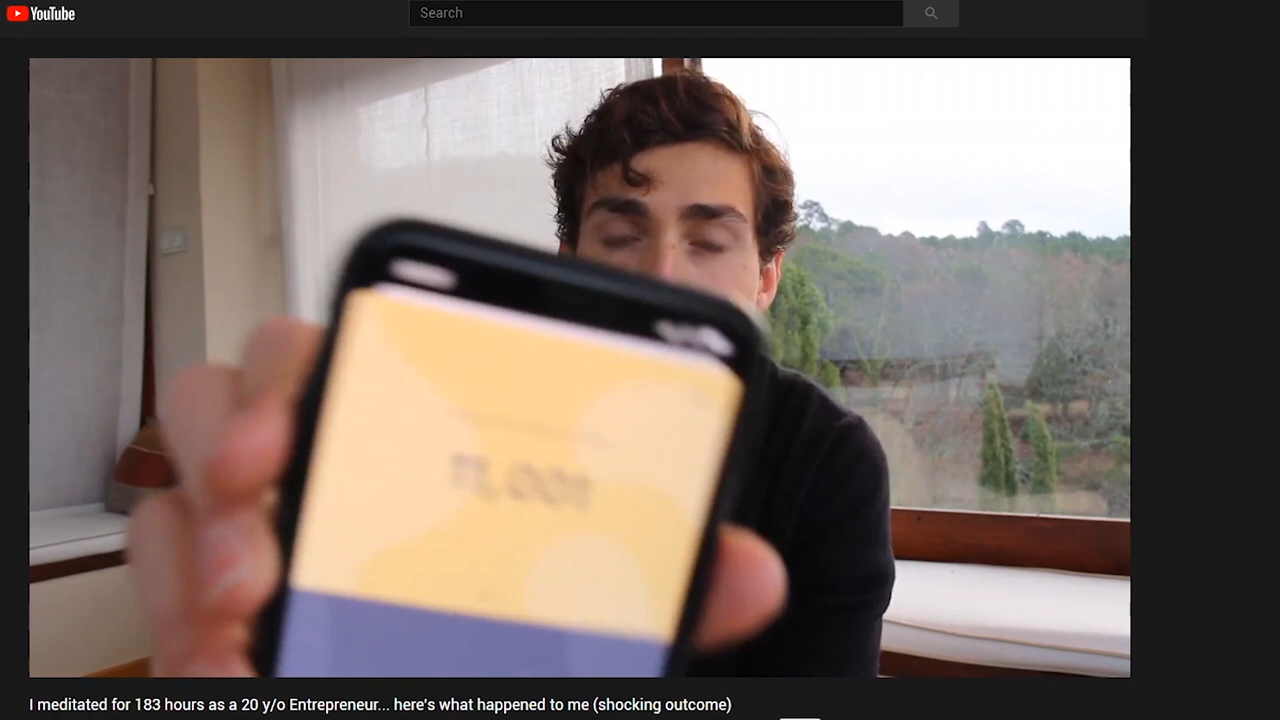 YouTube
Search
I meditated for 183 hours as a 20 y/o Entrepreneur... here's what happened to me (shocking outcome)